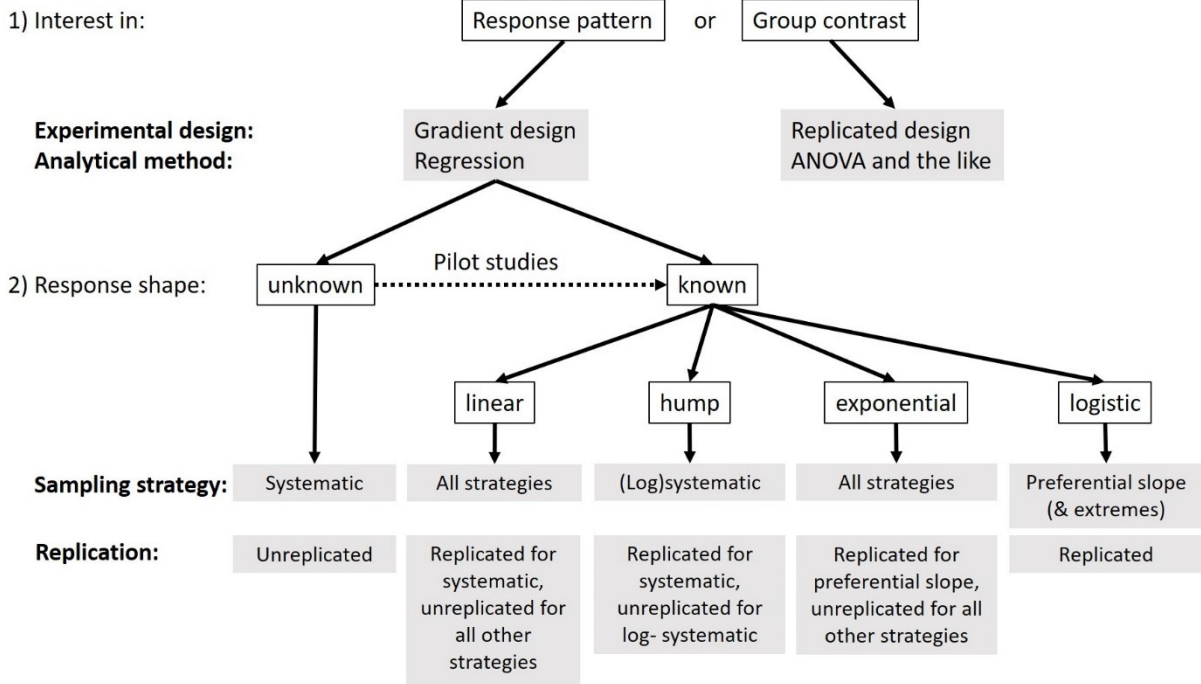 1) Interest in:
Response pattern
or
Group contrast
Experimental design:
Analytical method:
Gradient design
Regression
Replicated design
ANOVA and the like
Pilot studies
2) Response shape:
unknown
known
linear
hump
exponential
logistic
Sampling strategy:
Systematic
All strategies
(Log)systematic
All strategies
Preferential slope
(& extremes)
Replication:
Unreplicated
Replicated for
systematic,
unreplicated for
all other
strategies
Replicated for
systematic,
unreplicated for
log- systematic
Replicated for
preferential slope,
unreplicated for all
other strategies
Replicated